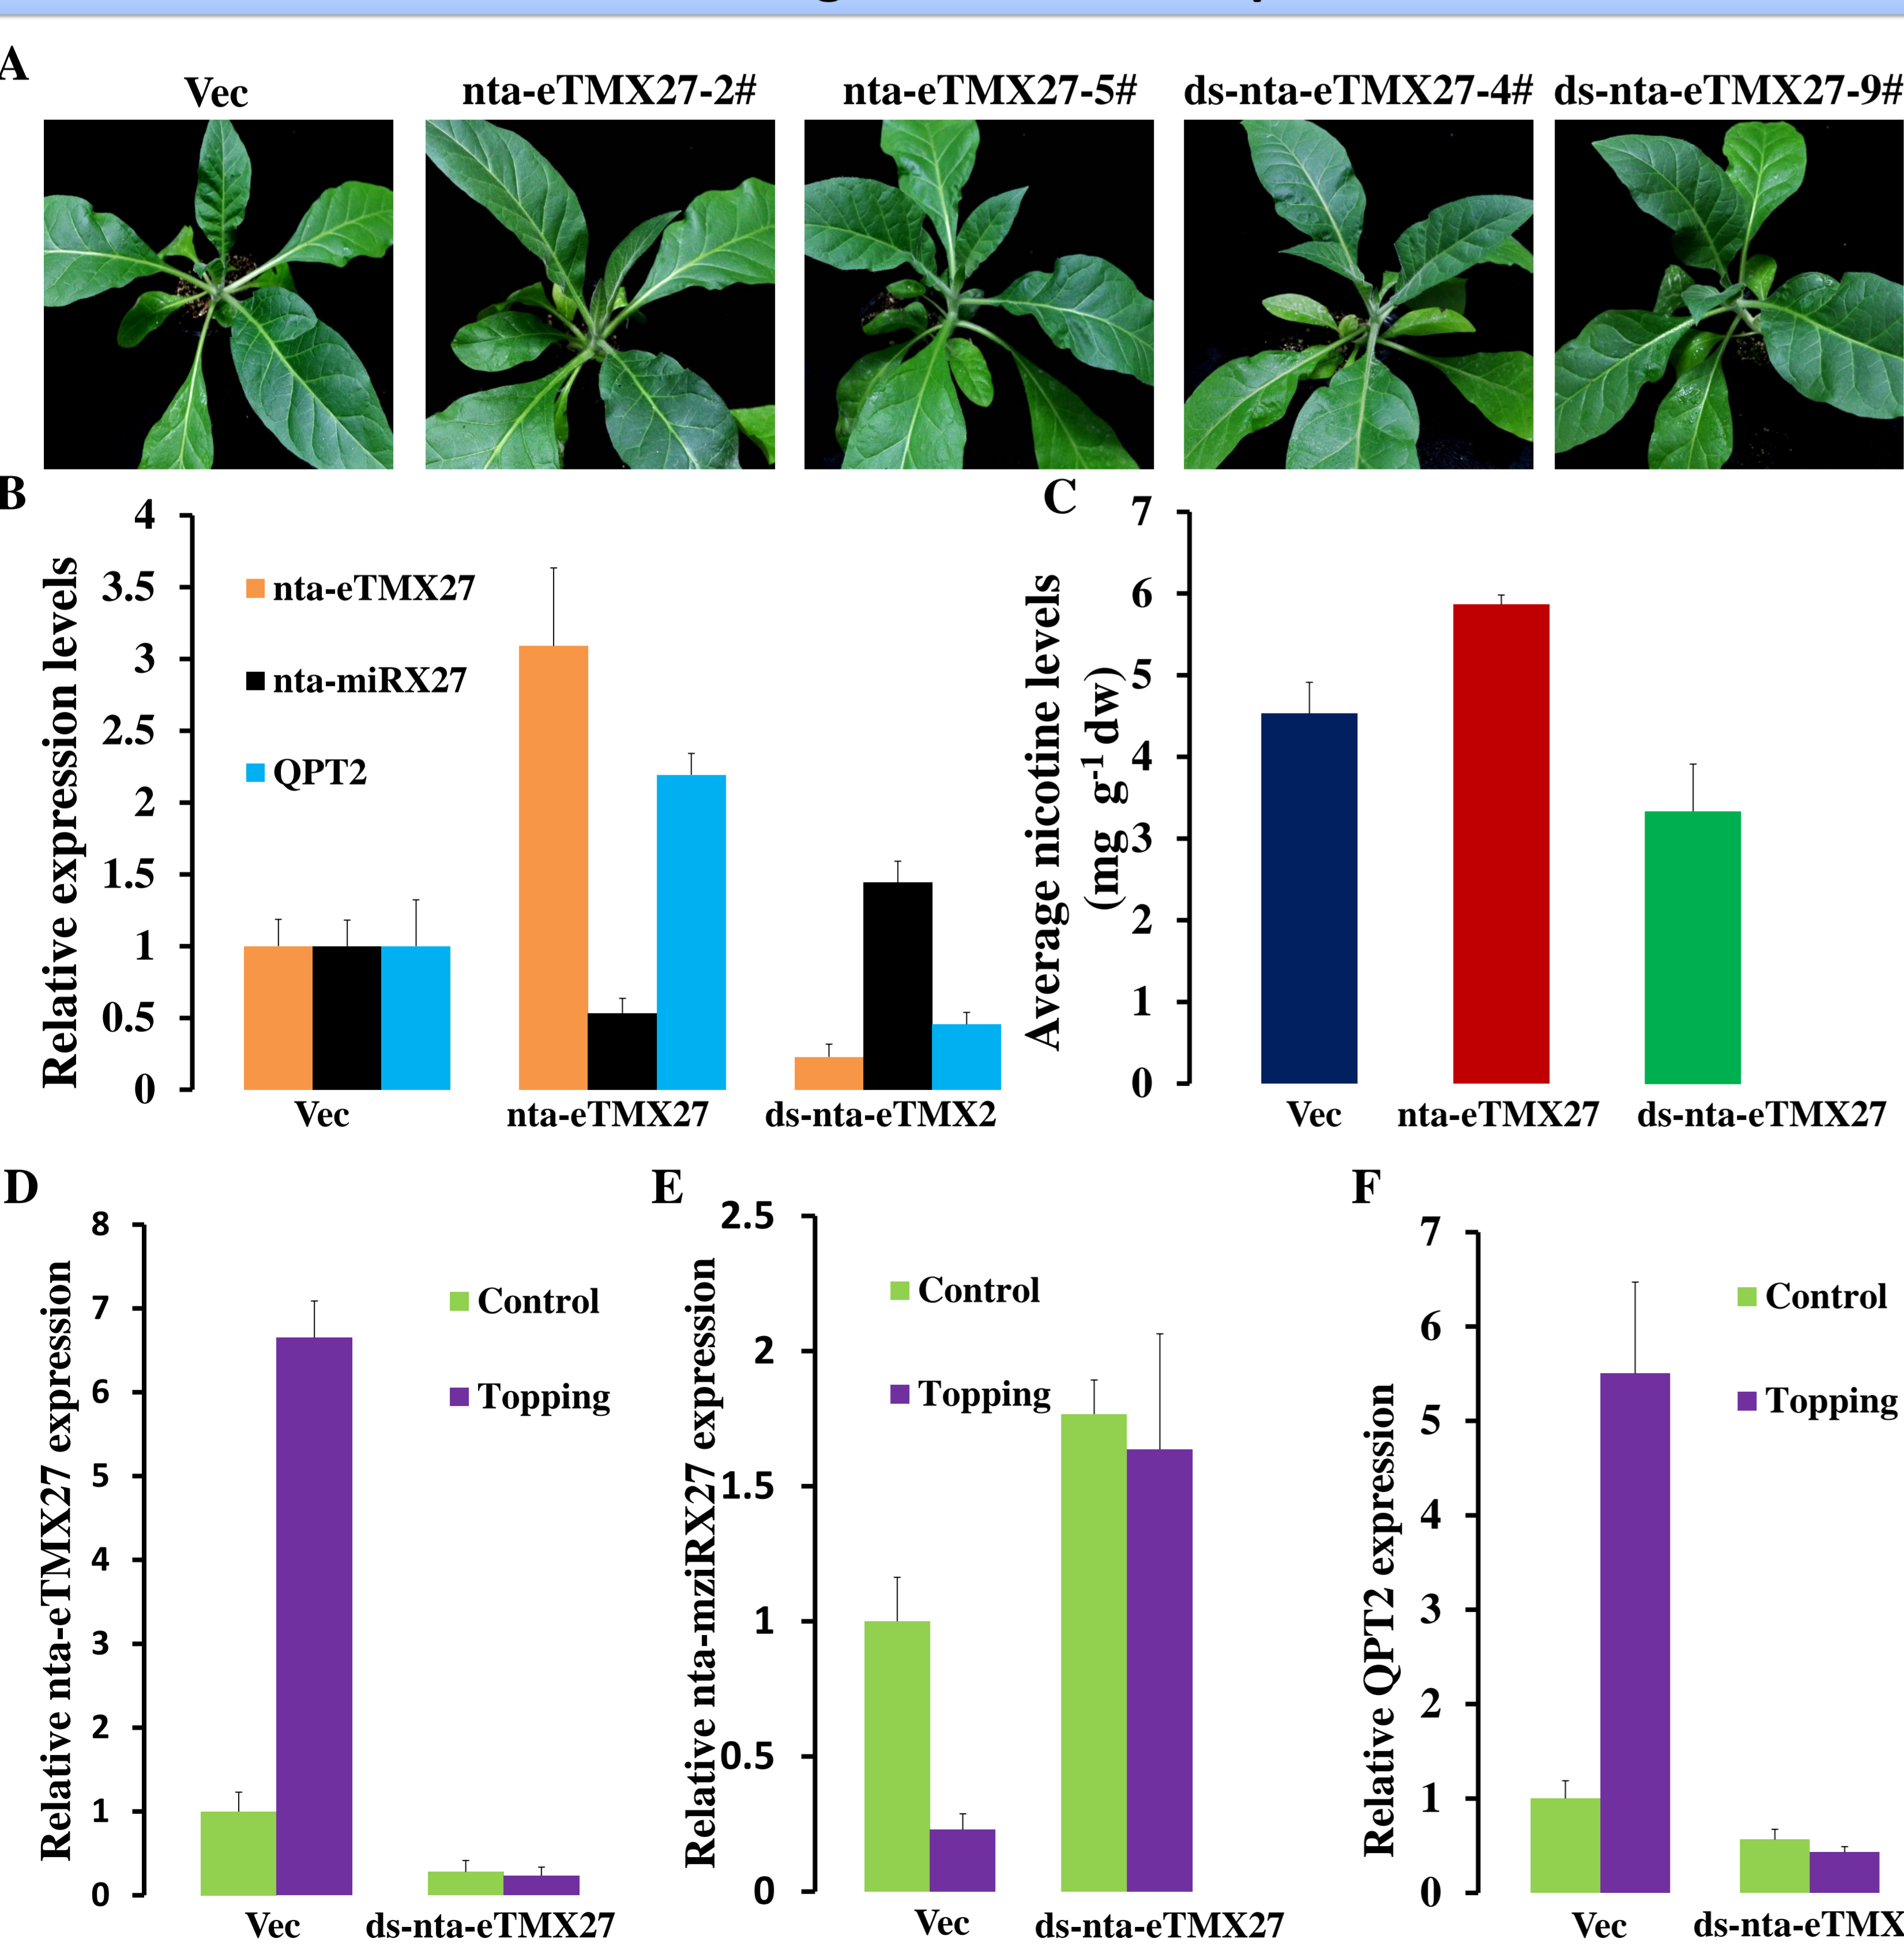 A
Vec
nta-eTMX27-2#
nta-eTMX27-5#
ds-nta-eTMX27-4#
ds-nta-eTMX27-9#
B
Relative expression levels
4
3.5
3
2.5
2
1.5
1
0.5
0
nta-eTMX27
nta-miRX27
QPT2
Vec
nta-eTMX27
ds-nta-eTMX2
C
Average nicotine levels
(mg g-1 dw)
7
6
5
4
3
2
1
0
Vec
nta-eTMX27
ds-nta-eTMX27
D
Relative nta-eTMX27 expression
8
7
6
5
4
3
2
1
0
Control
Topping
Vec
ds-nta-eTMX27
E
Relative nta-mziRX27 expression
2.5
2
1.5
1
0.5
0
Control
Topping
Vec
ds-nta-eTMX27
F
Relative QPT2 expression
7
6
5
4
3
2
1
0
Control
Topping
Vec
ds-nta-eTMX